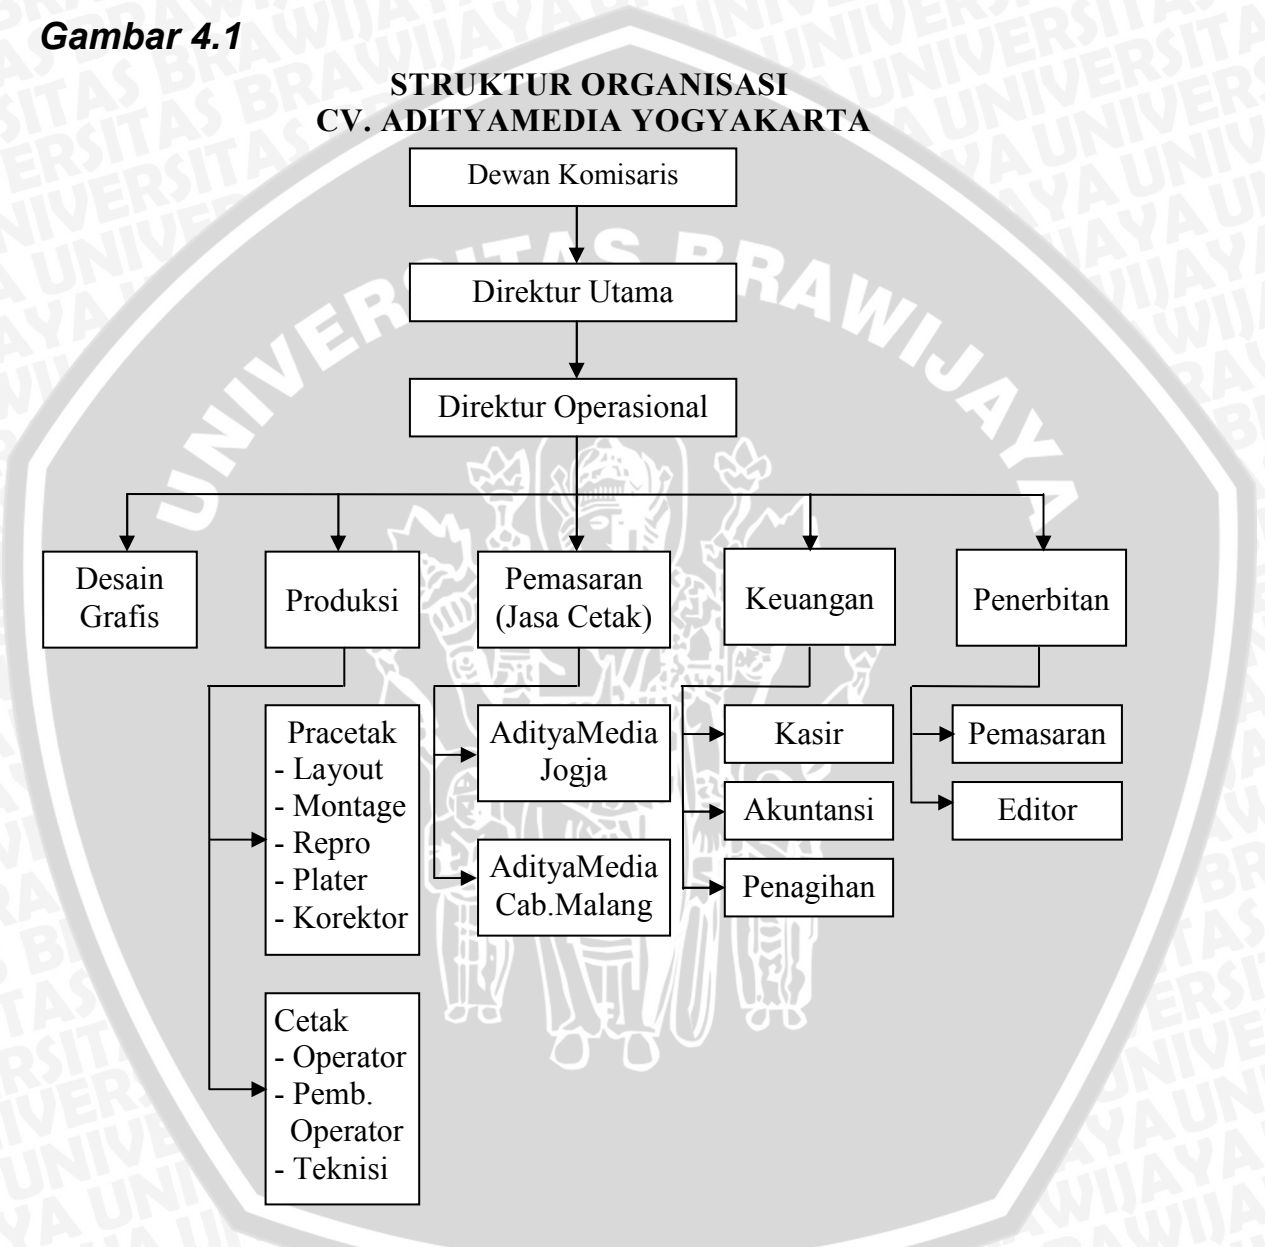 Gambar 4.1
STRUKTUR ORGANISASI
CV. ADITYAMEDIA YOGYAKARTA
Dewan Komisaris
Direktur Utama
Direktur Operasional
Desain
Grafis
Produksi
Pemasaran
(Jasa Cetak)
Keuangan
Penerbitan
Pracetak
- Layout
- Montage
- Repro
- Plater
- Korektor
Cetak
- Operator
- Pemb.
Operator
- Teknisi
AdityaMedia
Jogja
AdityaMedia
Cab.Malang
Kasir
Akuntansi
Penagihan
Pemasaran
Editor
UNIVERSITAS BRAWIJAYA